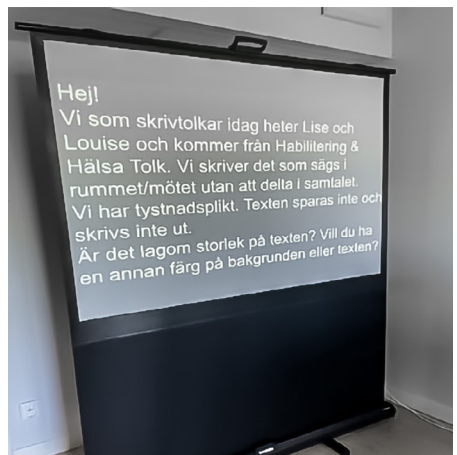 Hej!
Vi som skrivtolkar idag heter Lise och
Louise och kommer från Habilitering &
Hälsa Tolk. Vi skriver det som sägs i
rummet/mötet utan att delta i samtalet.
Vi har tystnadsplikt. Texten sparas inte och
skrivs inte ut.
Är det lagom storlek på texten? Vill du ha
en annan färg på bakgrunden eller texten?